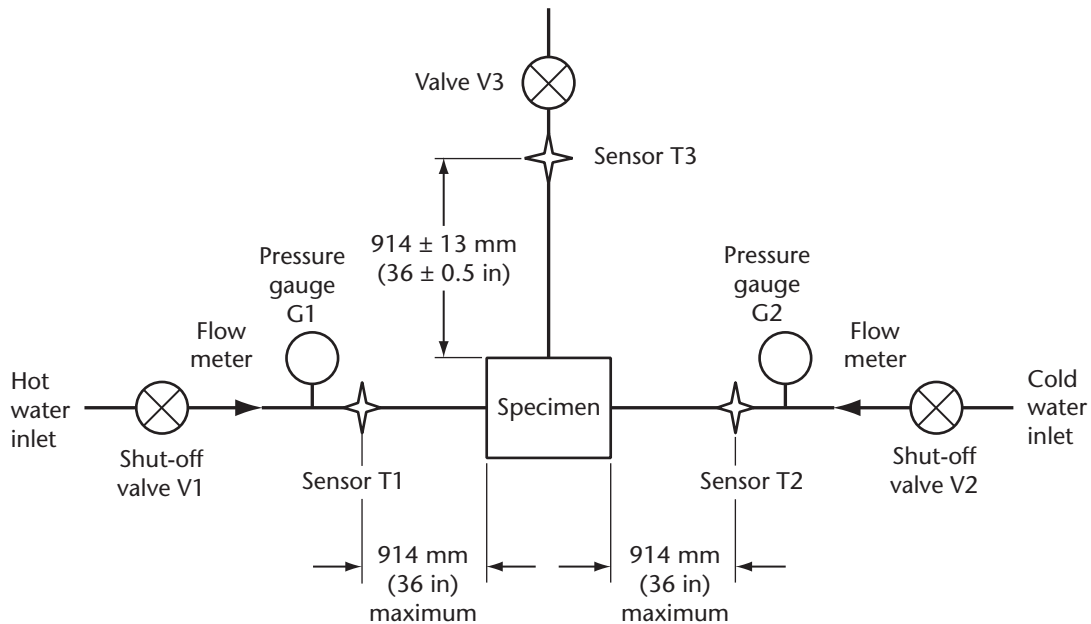 Valve V3
Sensor T3
914 ± 13 mm
(36 ± 0.5 in)
Pressure
gauge
G1
Flow
meter
Hot
water
inlet
Shut-off
valve V1
Sensor T1
Specimen
Pressure
gauge
G2
Flow
meter
Cold
water
inlet
Sensor T2
Shut-off
valve V2
914 mm
(36 in)
maximum
914 mm
(36 in)
maximum